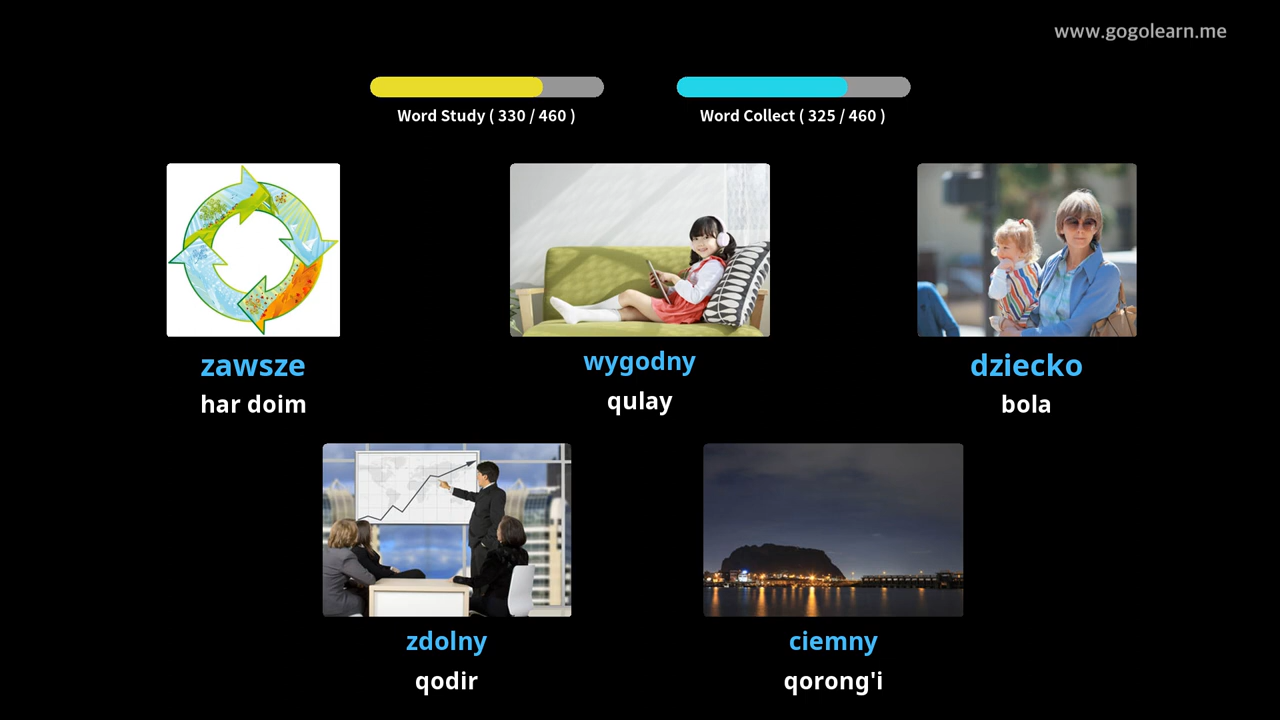 www.gogolearn.me
Word Study ( 330 / 460 )
Word Collect ( 325 / 460 )
zawsze
har doim
wygodny
qulay
dziecko
bola
zdolny
qodir
ciemny
qorong'i